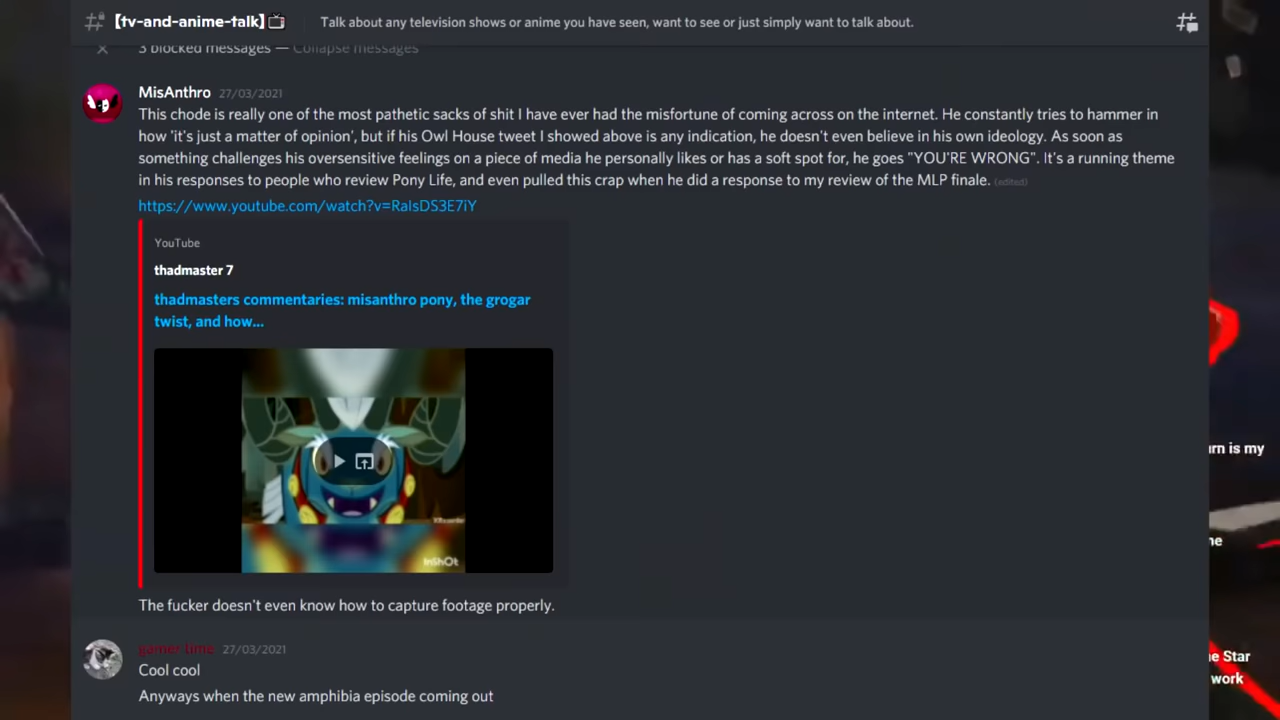 [tv-and-anime-talk] Talk about any television shows or anime you have seen, want to see or just simply want to talk about.
3 blocked messages — Collapse messages
MisAnthro 27/03/2021
This chode is really one of the most pathetic sacks of shit I have ever had the misfortune of coming across on the internet. He constantly tries to hammer in
how 'it's just a matter of opinion', but if his Owl House tweet I showed above is any indication, he doesn't even believe in his own ideology. As soon as
something challenges his oversensitive feelings on a piece of media he personally likes or has a soft spot for, he goes "YOU'RE WRONG". It's a running theme
in his responses to people who review Pony Life, and even pulled this crap when he did a response to my review of the MLP finale. (edited)
https://www.youtube.com/watch?v=RaIsDS3E7iY
YouTube
thadmaster 7
thadmasters commentaries: misanthro pony, the grogar
twist, and how...
InShOt
The fucker doesn't even know how to capture footage properly.
gamer time 27/03/2021
Cool cool
Anyways when the new amphibia episode coming out
urn is my
ne
e Star
work